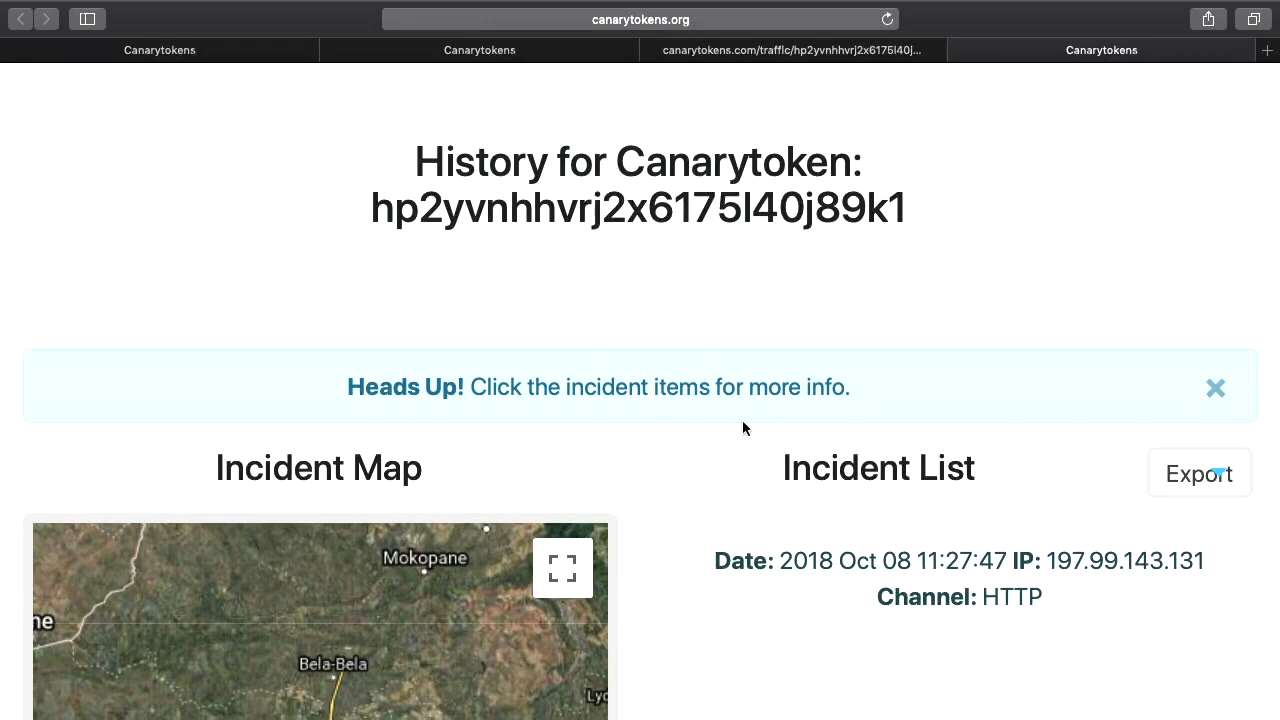 canarytokens.org
Canarytokens
Canarytokens
canarytokens.com/traffic/hp2yvnhhvrj2x6175l40j...
Canarytokens
History for Canarytoken:
hp2yvnhhvrj2x6175l40j89k1
Heads Up! Click the incident items for more info.
Incident Map
Incident List
Export
Mokopane
ne
Bela-Bela
Lyd
Date: 2018 Oct 08 11:27:47 IP: 197.99.143.131
Channel: HTTP